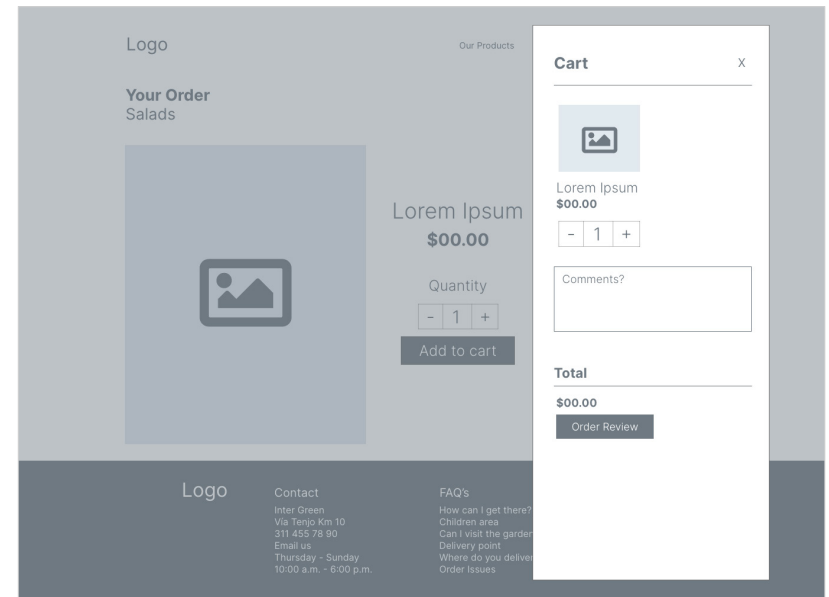 Logo
Our Products
Your Order
Salads
Lorem Ipsum
$00.00
Quantity
- 1 +
Add to cart
Cart
X
Lorem Ipsum
$00.00
- 1 +
Comments?
Total
$00.00
Order Review
Logo
Contact
Inter Green
Vía Tenjo Km 10
311 455 78 90
Email us
Thursday - Sunday
10:00 a.m. - 6:00 p.m.
FAQ's
How can I get there?
Children area
Can I visit the garden
Delivery point
Where do you deliver
Order Issues